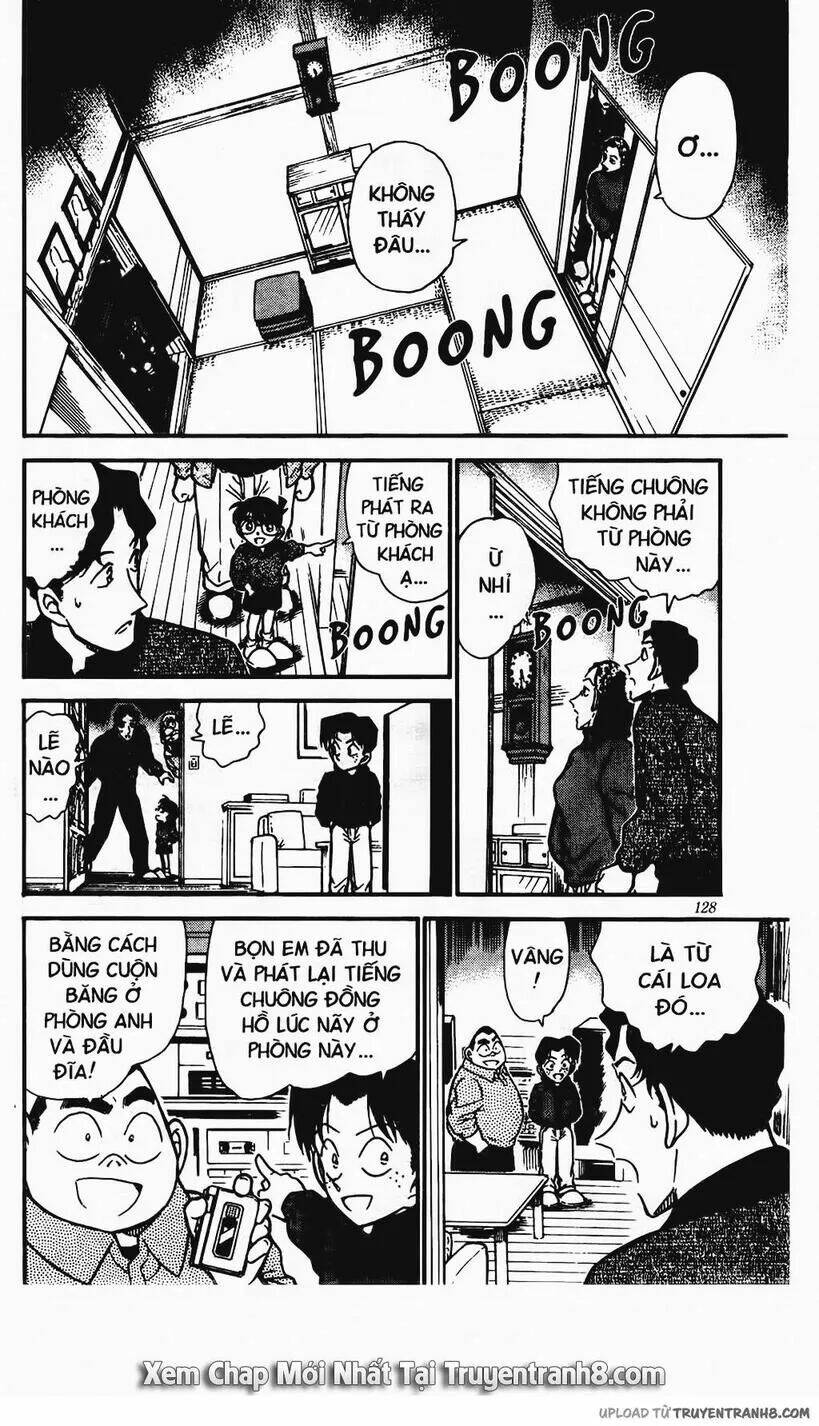 BOONG
BOONG
Ơ...
KHÔNG
THẤY
ĐÂU...
BOONG
TIẾNG CHUÔNG
KHÔNG PHẢI
TỪ PHÒNG
NÀY...
Ừ
NHỈ
...
BOONG
TIẾNG
PHÁT RA
TỪ PHÒNG
KHÁCH
Ạ...
PHÒNG
KHÁCH
...
BOONG
LẼ...
LẼ
NÀO
...
128
LÀ TỪ
CÁI LOA
ĐÓ...
VÂNG
!
BỌN EM ĐÃ THU
VÀ PHÁT LẠI TIẾNG
CHUÔNG ĐỒNG
HỒ LÚC NÃY Ở
PHÒNG NÀY...
BẰNG CÁCH
DÙNG CUỘN
BĂNG Ở
PHÒNG ANH
VÀ ĐẦU
ĐĨA!
Xem Chap Mới Nhất Tại Truyentranh8.com
UPLOAD TỪ TRUYENTRANH8.COM